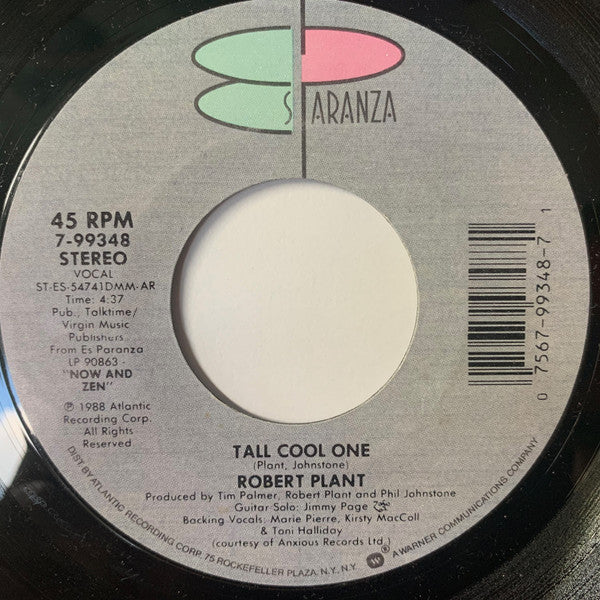 ES PARANZA
45 RPM
7-99348
STEREO
VOCAL
ST-ES-54741DMM-AR
Time: 4:37
Pub., Talktime/
Virgin Music
Publishers
From Es Paranza
LP 90863 -
"NOW AND
ZEN"
℗ 1988 Atlantic
Recording Corp.
All Rights
Reserved
0 7567-99348-7 1
TALL COOL ONE
(Plant, Johnstone)
ROBERT PLANT
Produced by Tim Palmer, Robert Plant and Phil Johnstone
Guitar Solo: Jimmy Page
Backing Vocals: Marie Pierre, Kirsty MacColl
& Toni Halliday
(courtesy of Anxious Records Ltd.)
DIST BY ATLANTIC RECORDING CORP. 75 ROCKEFELLER PLAZA, N.Y., N.Y. A WARNER COMMUNICATIONS COMPANY